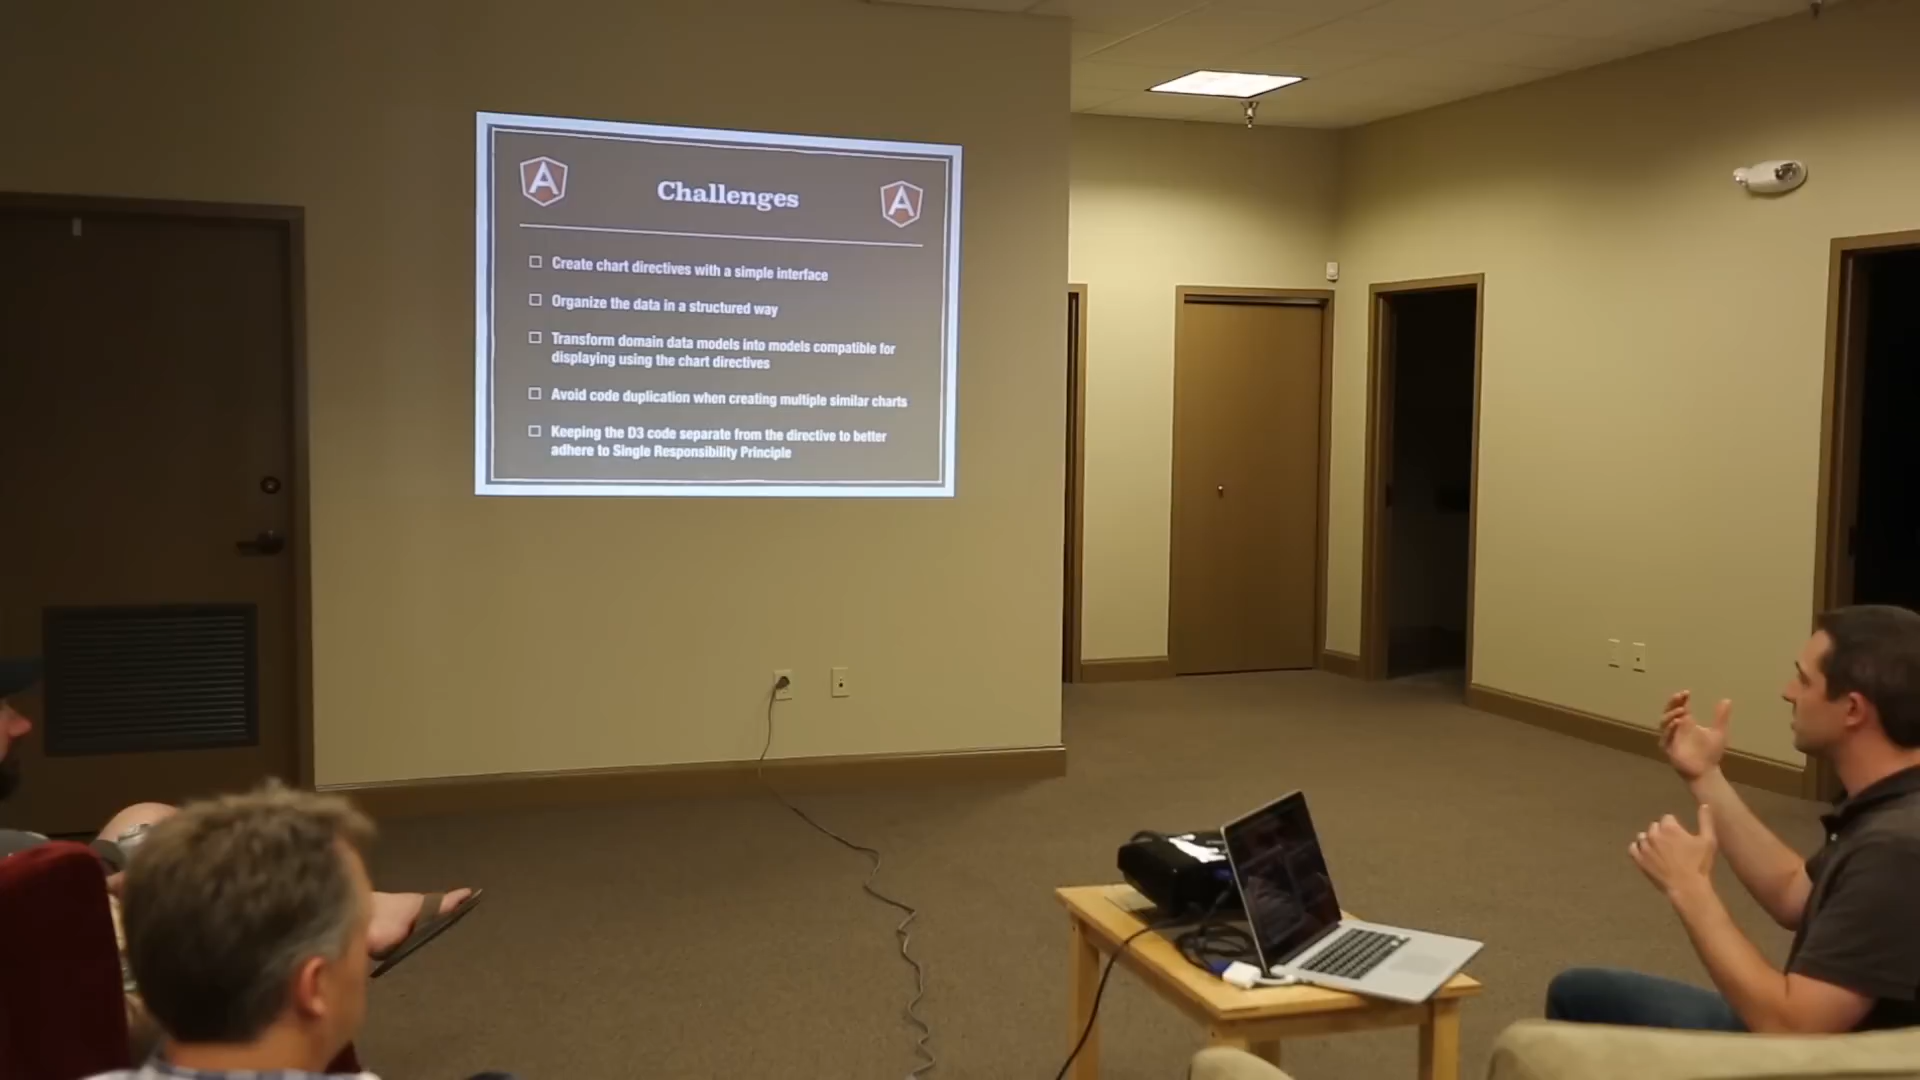 Challenges
Create chart directives with a simple interface
Organize the data in a structured way
Transform domain data models into models compatible for
displaying using the chart directives
Avoid code duplication when creating multiple similar charts
Keeping the D3 code separate from the directive to better
adhere to Single Responsibility Principle